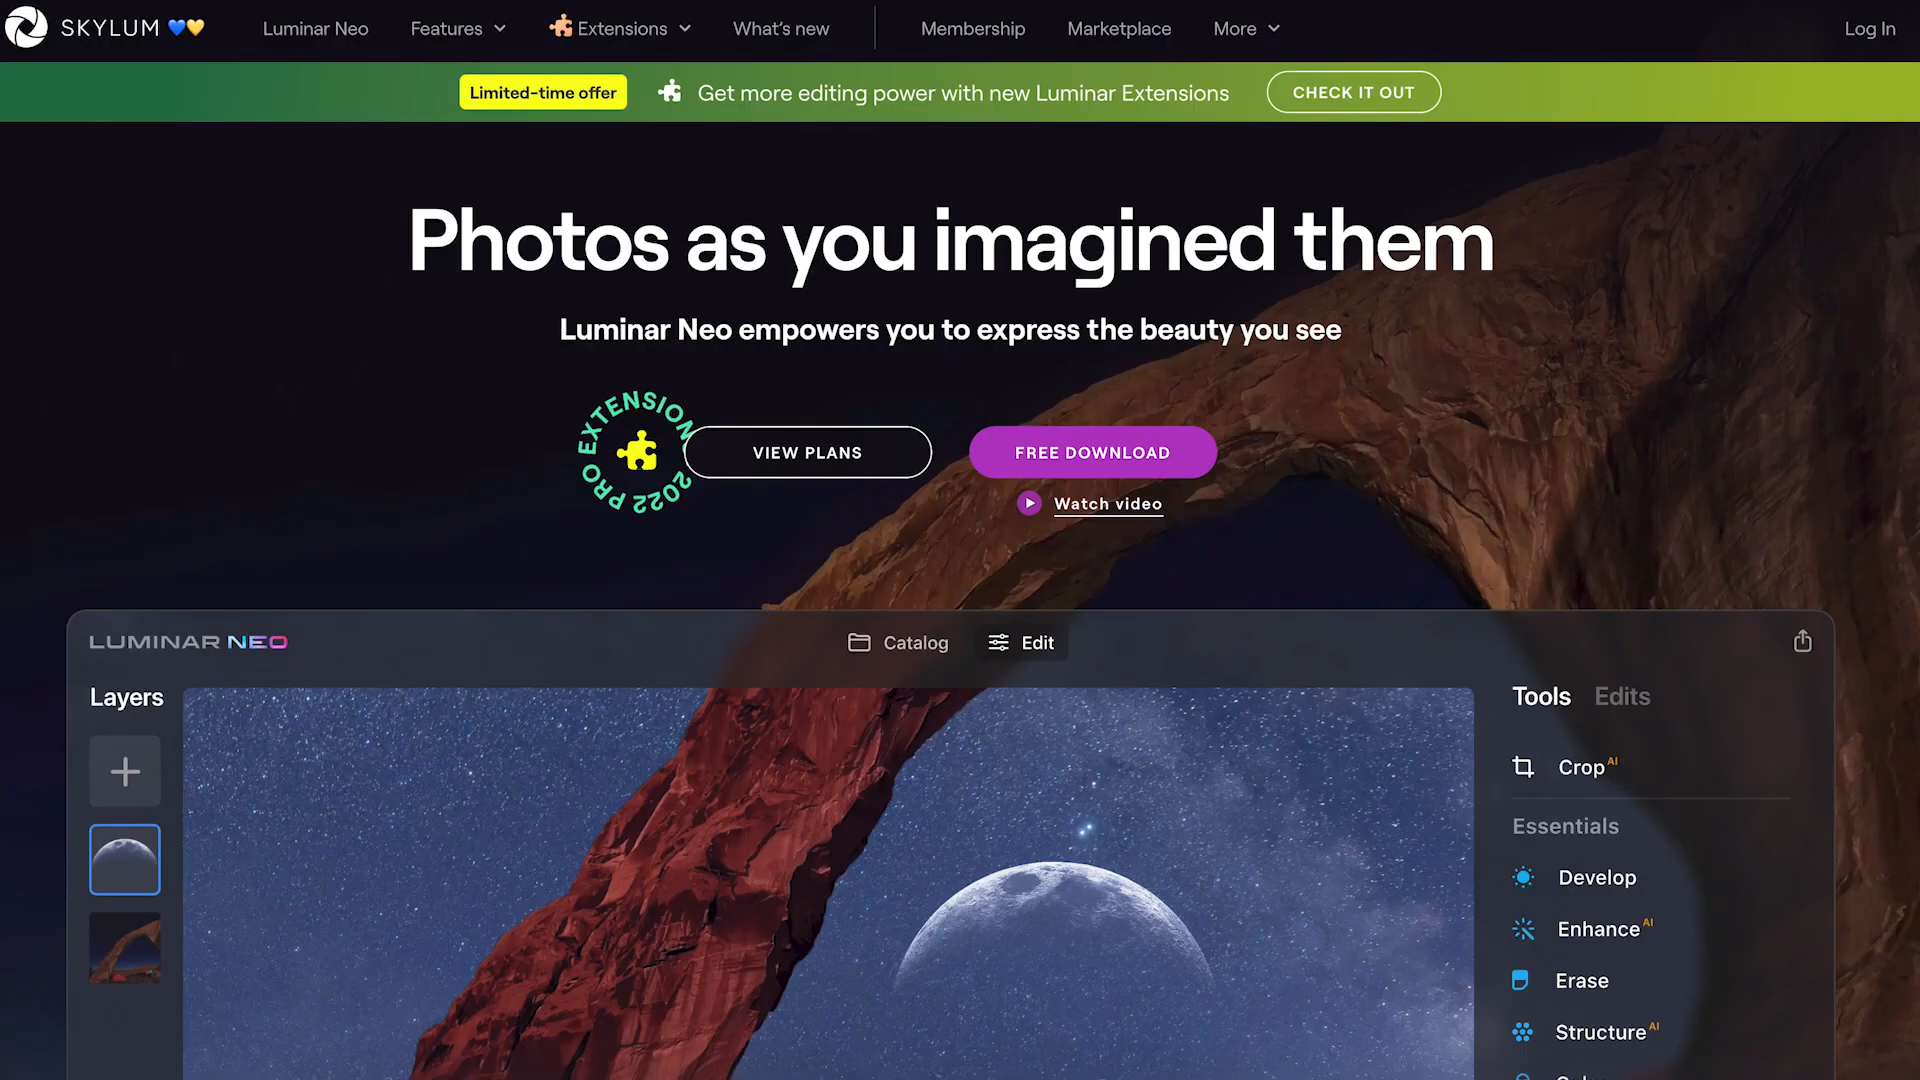 SKYLUM
Luminar Neo
Features
Extensions
What's new
Membership
Marketplace
More
Log In
Limited-time offer
Get more editing power with new Luminar Extensions
CHECK IT OUT
Photos as you imagined them
Luminar Neo empowers you to express the beauty you see
2022 PRO EXTENSION
VIEW PLANS
FREE DOWNLOAD
Watch video
LUMINAR NEO
Catalog
Edit
Layers
Tools
Edits
Crop AI
Essentials
Develop
Enhance AI
Erase
Structure AI